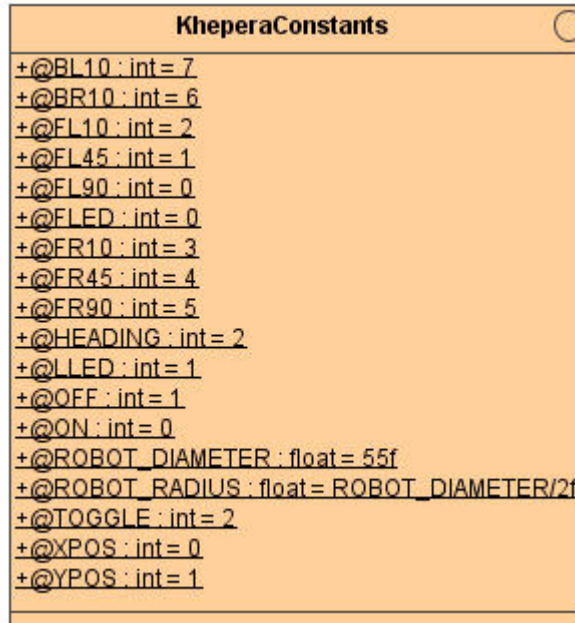 KheperaConstants
+@BL10 : int = 7
+@BR10 : int = 6
+@FL10 : int = 2
+@FL45 : int = 1
+@FL90 : int = 0
+@FLED : int = 0
+@FR10 : int = 3
+@FR45 : int = 4
+@FR90 : int = 5
+@HEADING : int = 2
+@LLED : int = 1
+@OFF : int = 1
+@ON : int = 0
+@ROBOT_DIAMETER : float = 55f
+@ROBOT_RADIUS : float = ROBOT_DIAMETER/2f
+@TOGGLE : int = 2
+@XPOS : int = 0
+@YPOS : int = 1